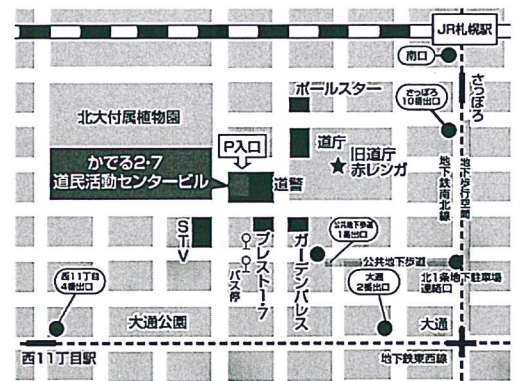 JR札幌駅
南口
さっぽろ
ポールスター
さっぽろ
10番出口
北大付属植物園
P入口
道庁
旧道庁
赤レンガ
地下鉄南北線
地下歩行空間
かでる2・7
道民活動センタービル
道警
STV
バス停
プレスト1・7
ガーデンパレス
公共地下歩道
1番出口
公共地下歩道
北1条地下駐車場
連絡口
西11丁目
4番出口
大通
2番出口
大通公園
大通
西11丁目駅
地下鉄東西線